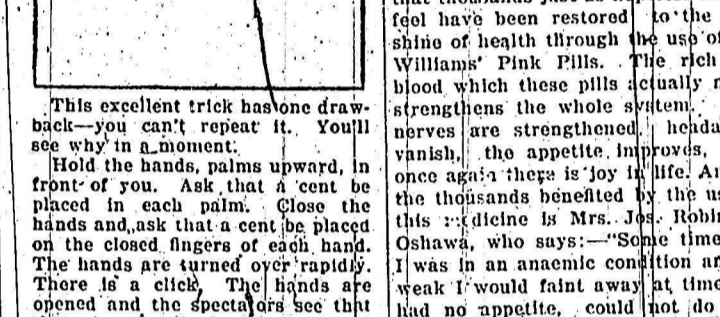 This excellent trick has one draw-
back—you can't repeat it. You'll
see why in a moment.
Hold the hands, palms upward, in
front of you. Ask that a cent be
placed in each palm. Close the
hands and ask that a cent be placed
on the closed fingers of each hand.
The hands are turned over rapidly.
There is a click. The hands are
opened and the spectators see that
feel have been restored to the
shine of health through the use of
Williams' Pink Pills. The rich
blood which these pills actually
strengthens the whole system.
nerves are strengthened,
vanish, the appetite improves,
once again there is joy in life.
the thousands benefited by the
this medicine is Mrs. Jos.
Oshawa, who says:—"Some time
I was in an anaemic condition
weak I would faint away at
had no appetite, could not do